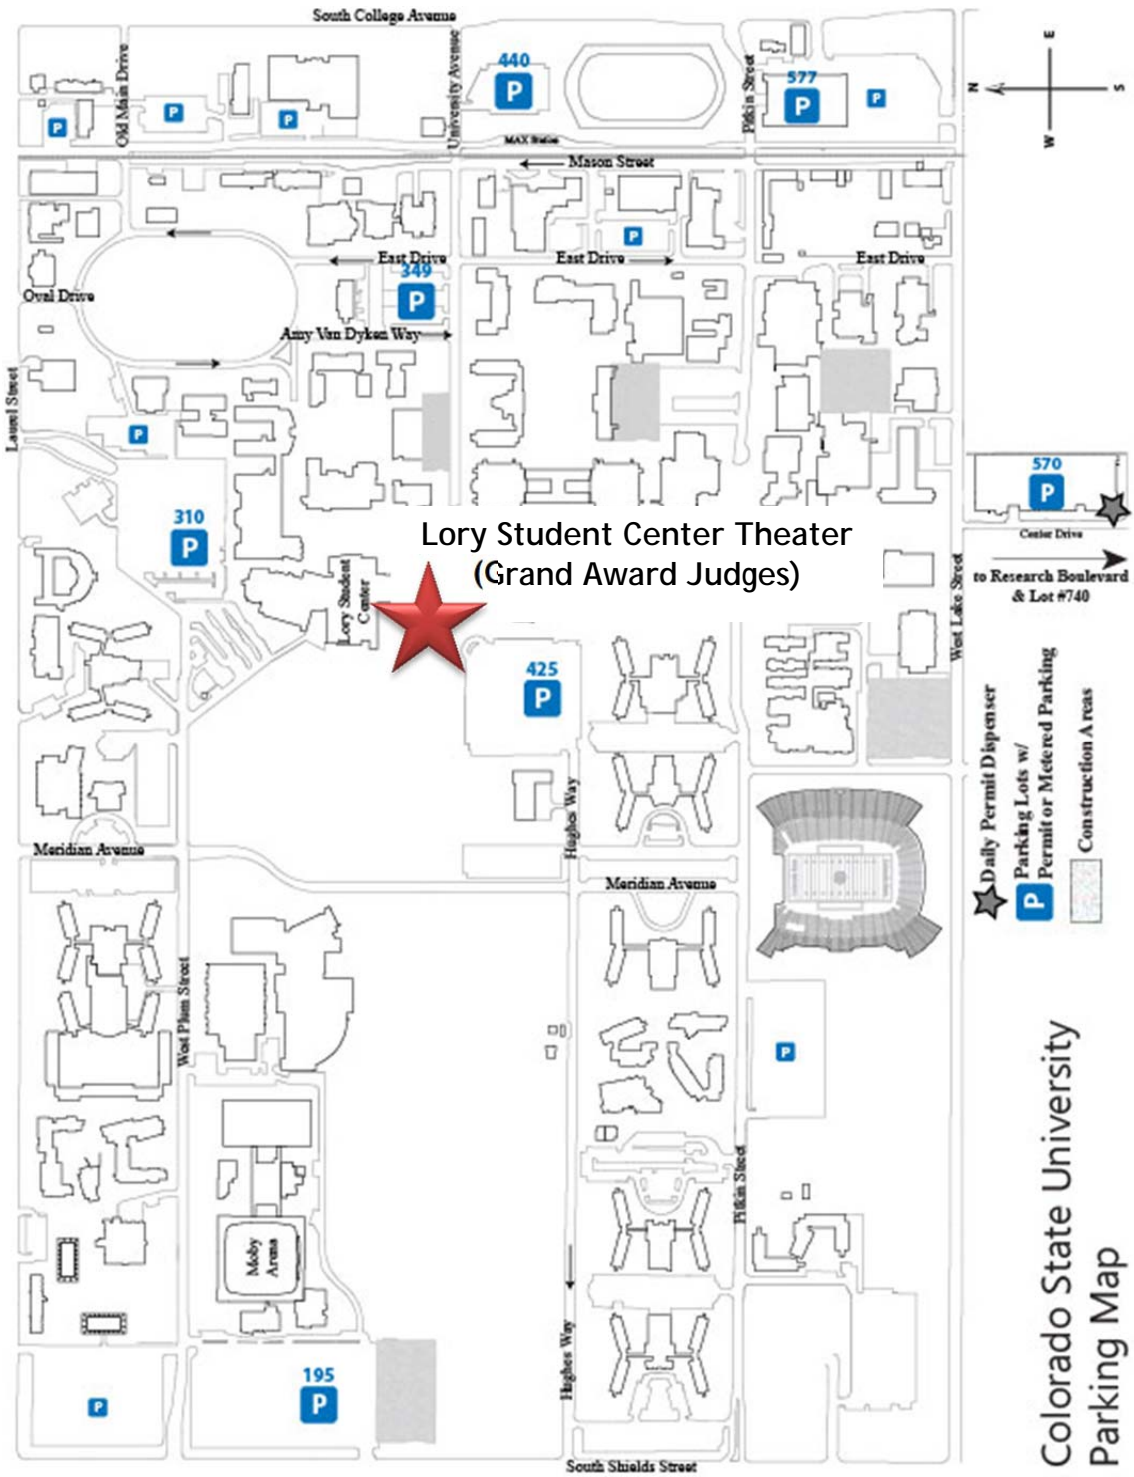 South College Avenue
Old Main Drive
University Avenue
440
P
Pitkin Street
577
P
P
P
P
P
E
N
S
W
MAX Station
Mason Street
P
East Drive
East Drive
East Drive
349
P
Oval Drive
Amy Van Dyken Way
Laurel Street
P
310
P
570
P
Center Drive
to Research Boulevard
& Lot #740
Lory Student Center Theater
(Grand Award Judges)
Lory Student
Center
West Lake Street
425
P
Hughes Way
Meridian Avenue
Meridian Avenue
Daily Permit Dispenser
P
Parking Lots w/
Permit or Metered Parking
Construction Areas
West Plum Street
P
Pitkin Street
Moby
Arena
Hughes Way
195
P
P
South Shields Street
Colorado State University
Parking Map